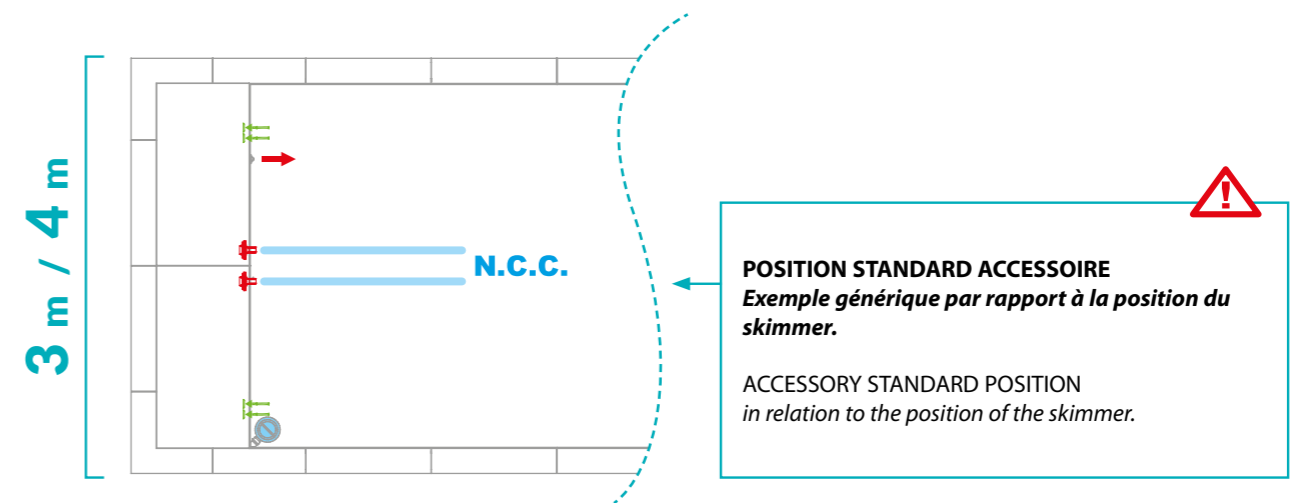 3 m / 4 m
N.C.C.
POSITION STANDARD ACCESSOIRE
Exemple générique par rapport à la position du
skimmer.
ACCESSORY STANDARD POSITION
in relation to the position of the skimmer.